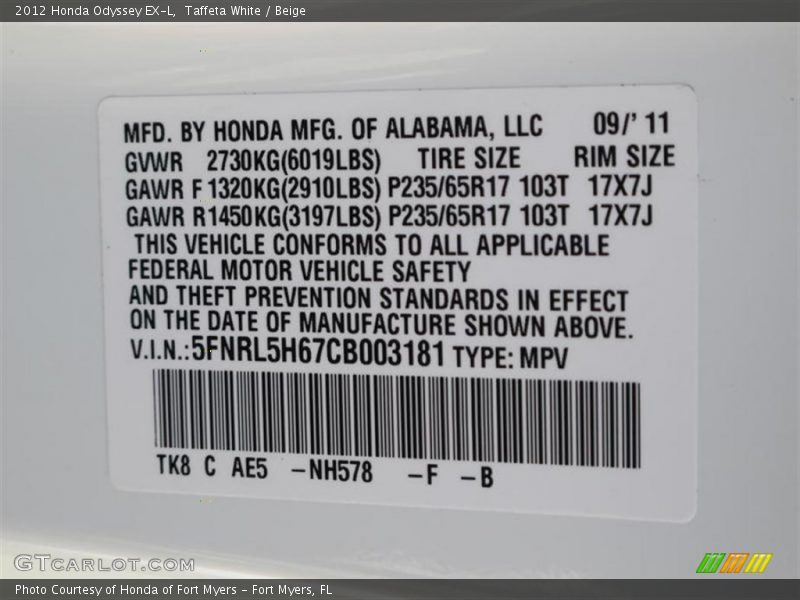 2012 Honda Odyssey EX-L,  Taffeta White / Beige
MFD. BY HONDA MFG. OF ALABAMA, LLC 09/' 11
GVWR 2730KG(6019LBS) TIRE SIZE RIM SIZE
GAWR F 1320KG(2910LBS) P235/65R17 103T 17X7J
GAWR R1450KG(3197LBS) P235/65R17 103T 17X7J
THIS VEHICLE CONFORMS TO ALL APPLICABLE
FEDERAL MOTOR VEHICLE SAFETY
AND THEFT PREVENTION STANDARDS IN EFFECT
ON THE DATE OF MANUFACTURE SHOWN ABOVE.
V.I.N.:5FNRL5H67CB003181 TYPE: MPV
TK8 C AE5 -NH578 -F -B
GTCARLOT.COM
Photo Courtesy of Honda of Fort Myers - Fort Myers, FL